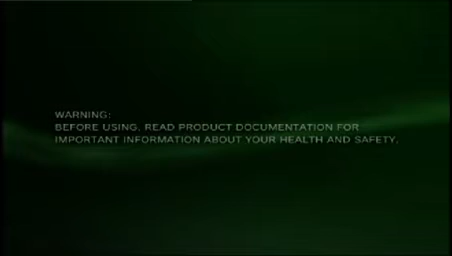 WARNING:
BEFORE USING, READ PRODUCT DOCUMENTATION FOR
IMPORTANT INFORMATION ABOUT YOUR HEALTH AND SAFETY.